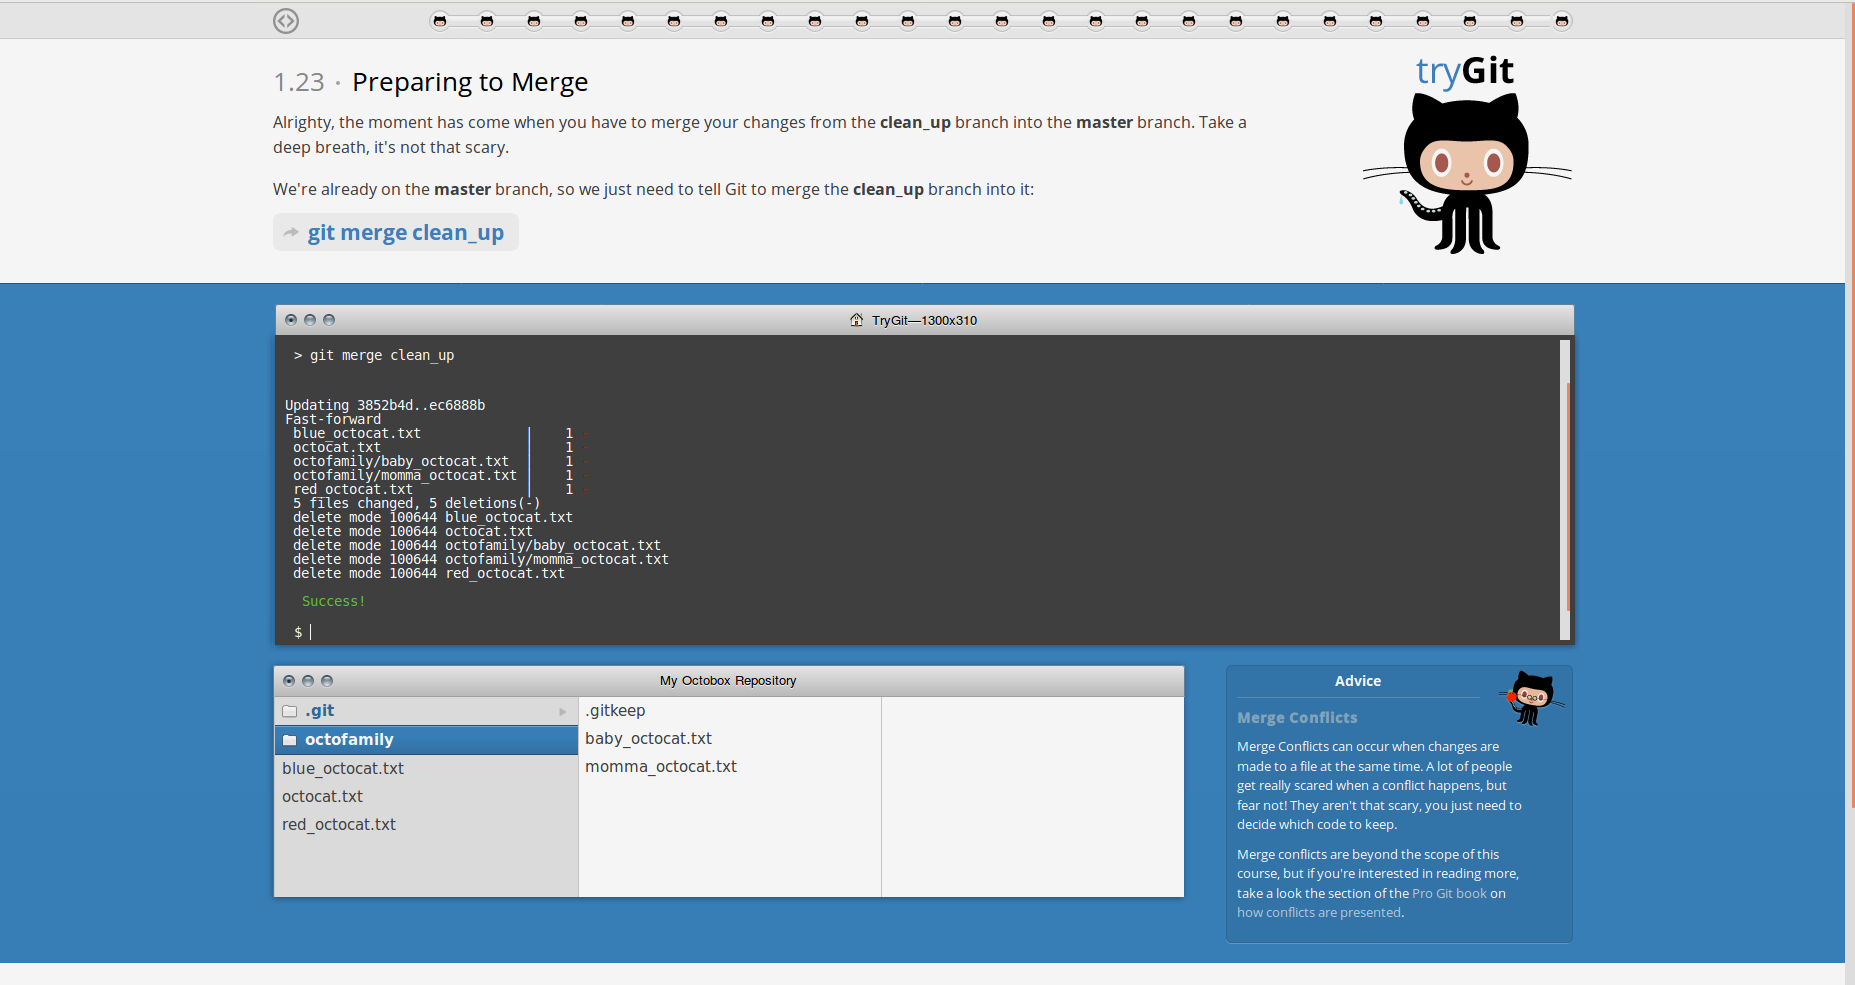 1.23 · Preparing to Merge
tryGit
Alrighty, the moment has come when you have to merge your changes from the clean_up branch into the master branch. Take a
deep breath, it's not that scary.
We're already on the master branch, so we just need to tell Git to merge the clean_up branch into it:
git merge clean_up
TryGit—1300x310
> git merge clean_up
Updating 3852b4d..ec6888b
Fast-forward
blue_octocat.txt | 1 -
octocat.txt | 1 -
octofamily/baby_octocat.txt | 1 -
octofamily/momma_octocat.txt | 1 -
red_octocat.txt | 1 -
5 files changed, 5 deletions(-)
delete mode 100644 blue_octocat.txt
delete mode 100644 octocat.txt
delete mode 100644 octofamily/baby_octocat.txt
delete mode 100644 octofamily/momma_octocat.txt
delete mode 100644 red_octocat.txt
Success!
$
My Octobox Repository
.git
octofamily
blue_octocat.txt
octocat.txt
red_octocat.txt
.gitkeep
baby_octocat.txt
momma_octocat.txt
Advice
Merge Conflicts
Merge Conflicts can occur when changes are
made to a file at the same time. A lot of people
get really scared when a conflict happens, but
fear not! They aren't that scary, you just need to
decide which code to keep.
Merge conflicts are beyond the scope of this
course, but if you're interested in reading more,
take a look the section of the Pro Git book on
how conflicts are presented.